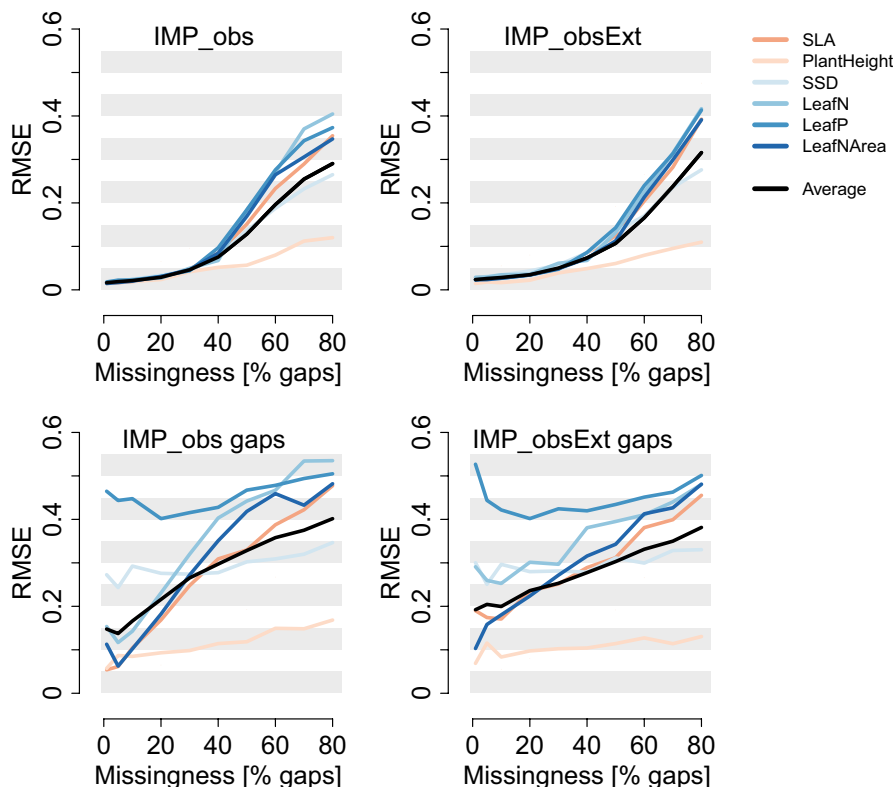 IMP_obs
RMSE
0 0.2 0.4 0.6
0 20 40 60 80
Missingness [% gaps]
IMP_obsExt
RMSE
0 0.2 0.4 0.6
0 20 40 60 80
Missingness [% gaps]
SLA
PlantHeight
SSD
LeafN
LeafP
LeafNArea
Average
IMP_obs gaps
RMSE
0 0.2 0.4 0.6
0 20 40 60 80
Missingness [% gaps]
IMP_obsExt gaps
RMSE
0 0.2 0.4 0.6
0 20 40 60 80
Missingness [% gaps]